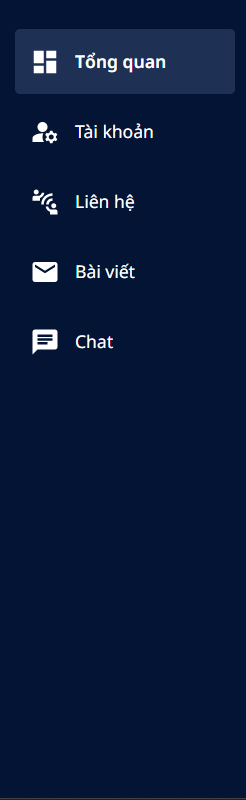 Tổng quan
Tài khoản
Liên hệ
Bài viết
Chat